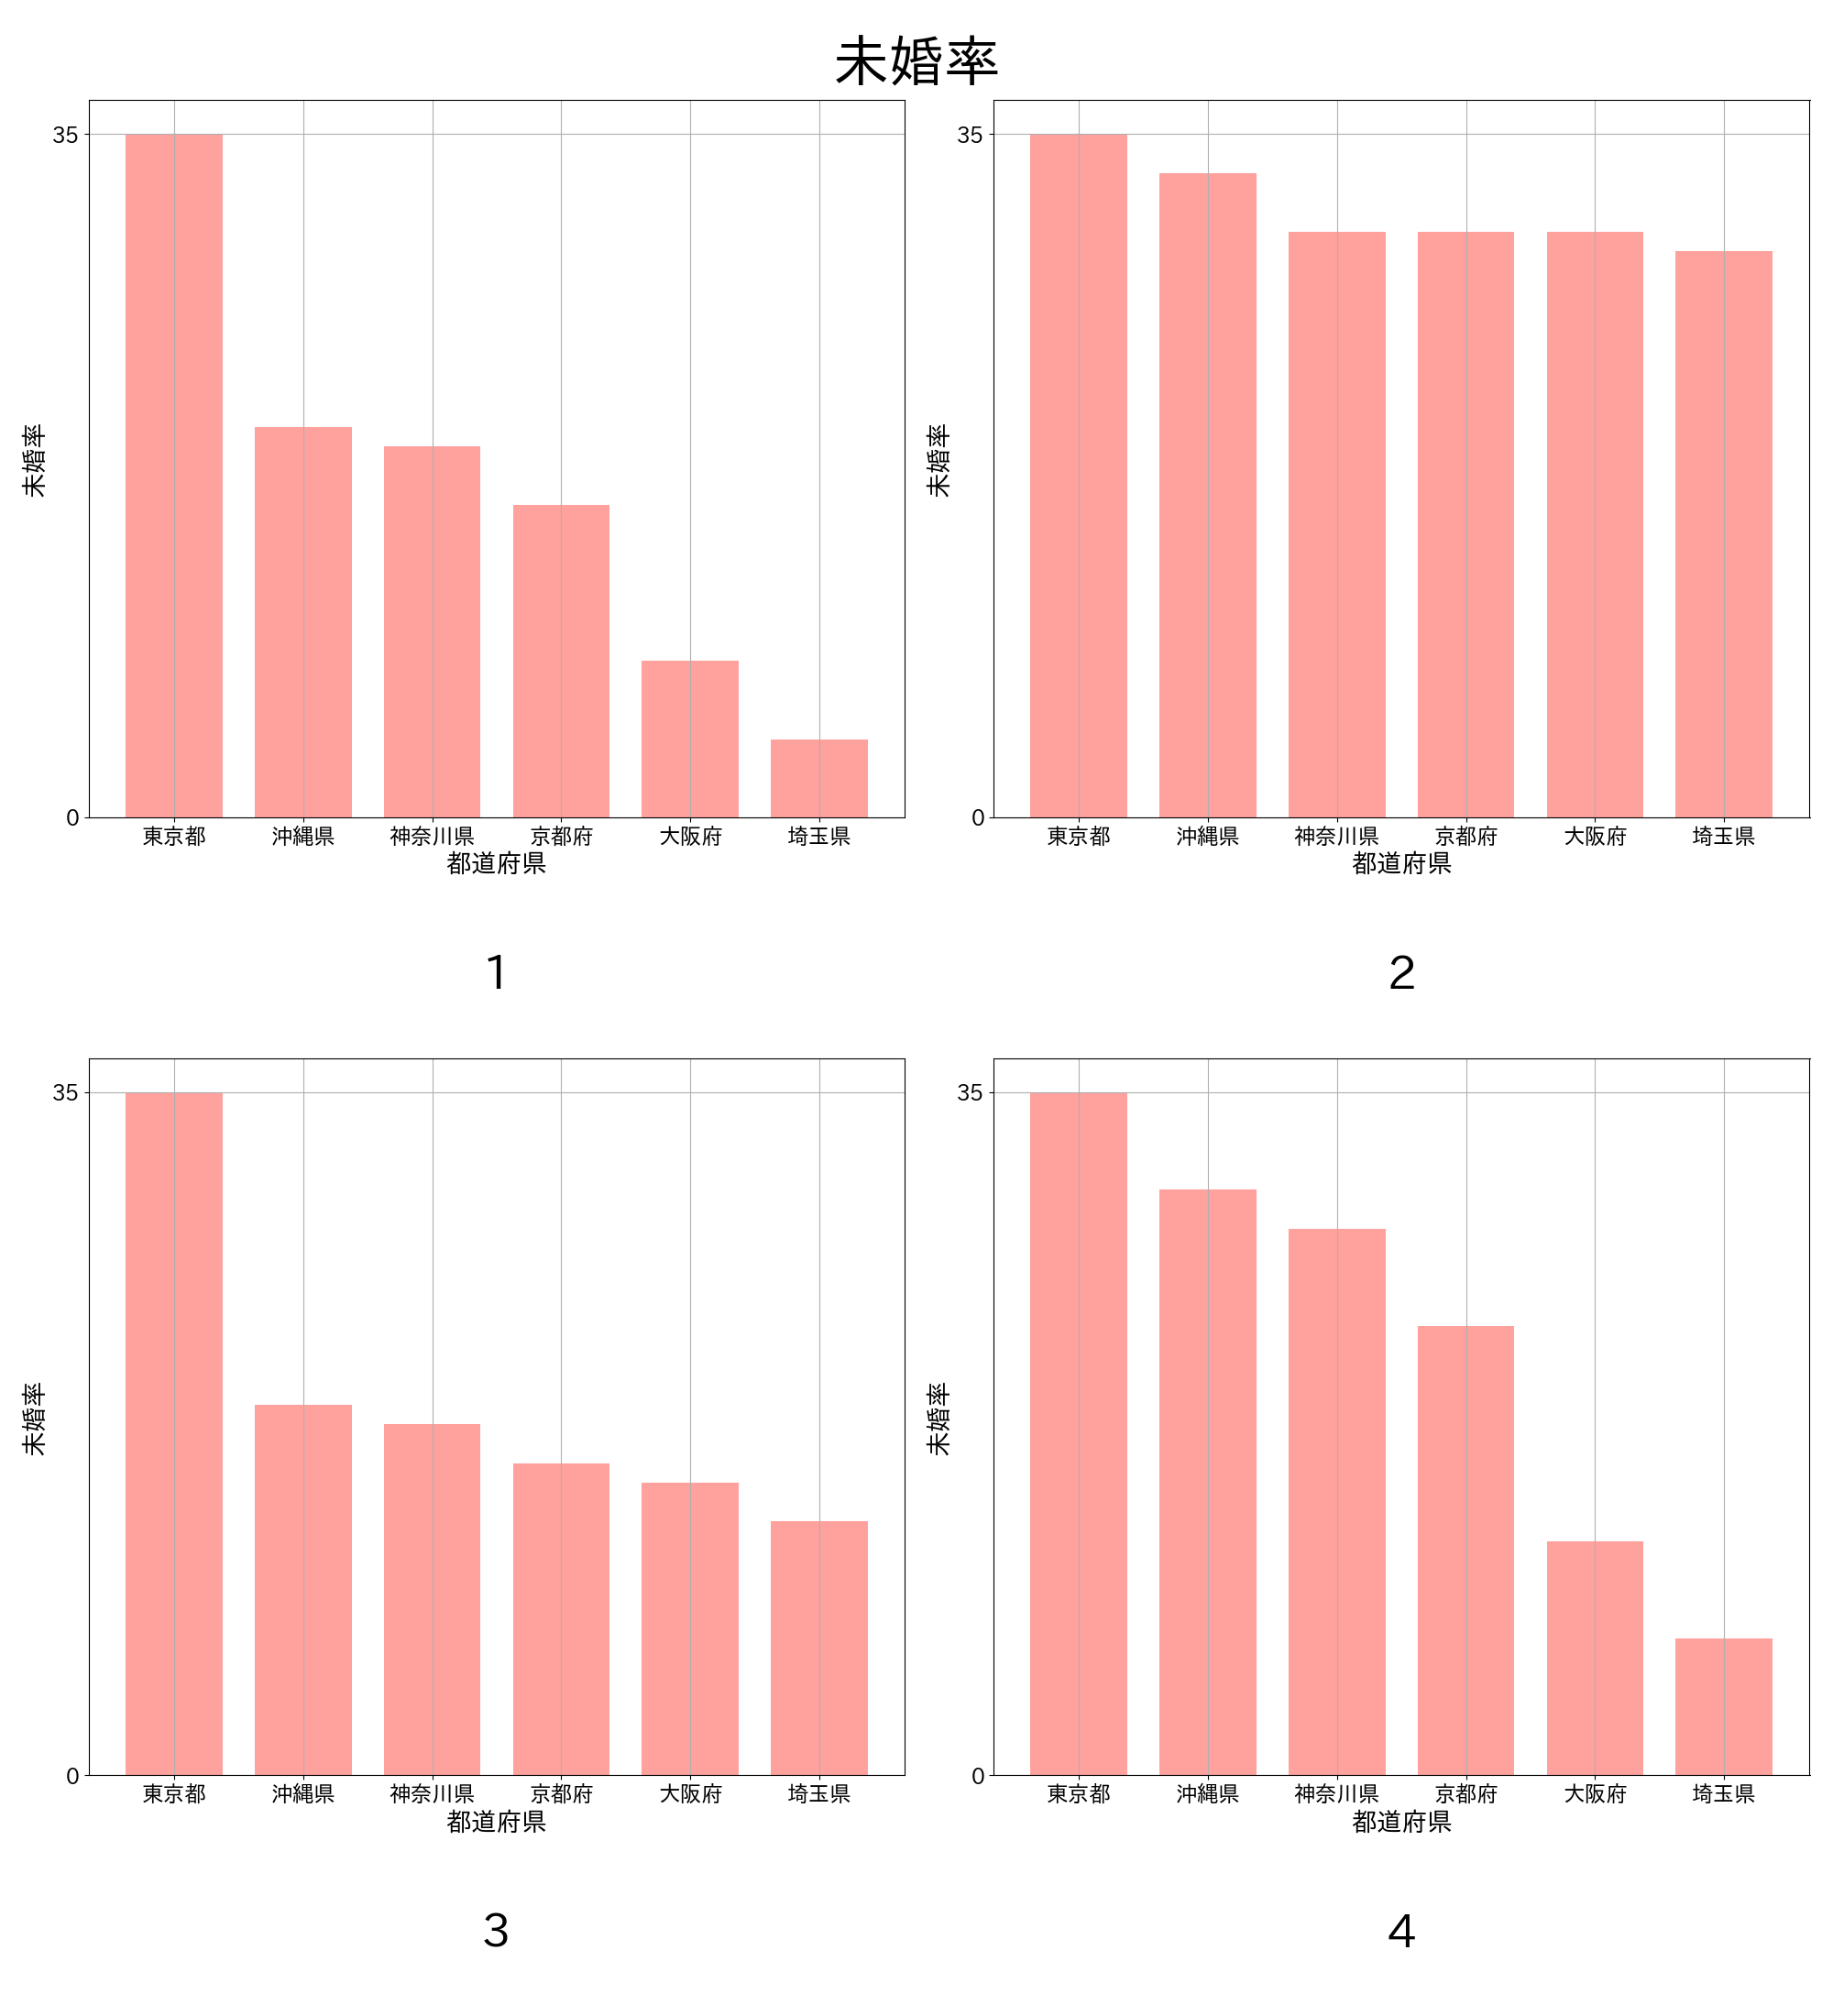 未婚率
35
0
未婚率
東京都 沖縄県 神奈川県 京都府 大阪府 埼玉県
都道府県
1
35
0
未婚率
東京都 沖縄県 神奈川県 京都府 大阪府 埼玉県
都道府県
2
35
0
未婚率
東京都 沖縄県 神奈川県 京都府 大阪府 埼玉県
都道府県
3
35
0
未婚率
東京都 沖縄県 神奈川県 京都府 大阪府 埼玉県
都道府県
4